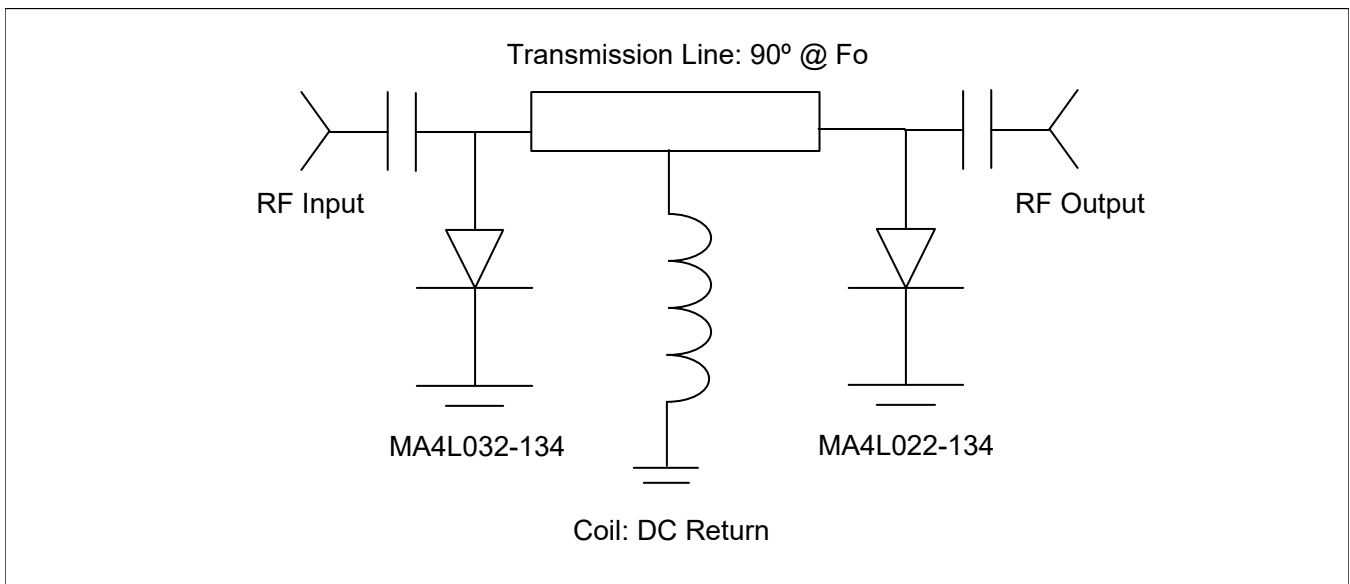 Transmission Line: 90º @ Fo
RF Input
RF Output
MA4L032-134
MA4L022-134
Coil: DC Return